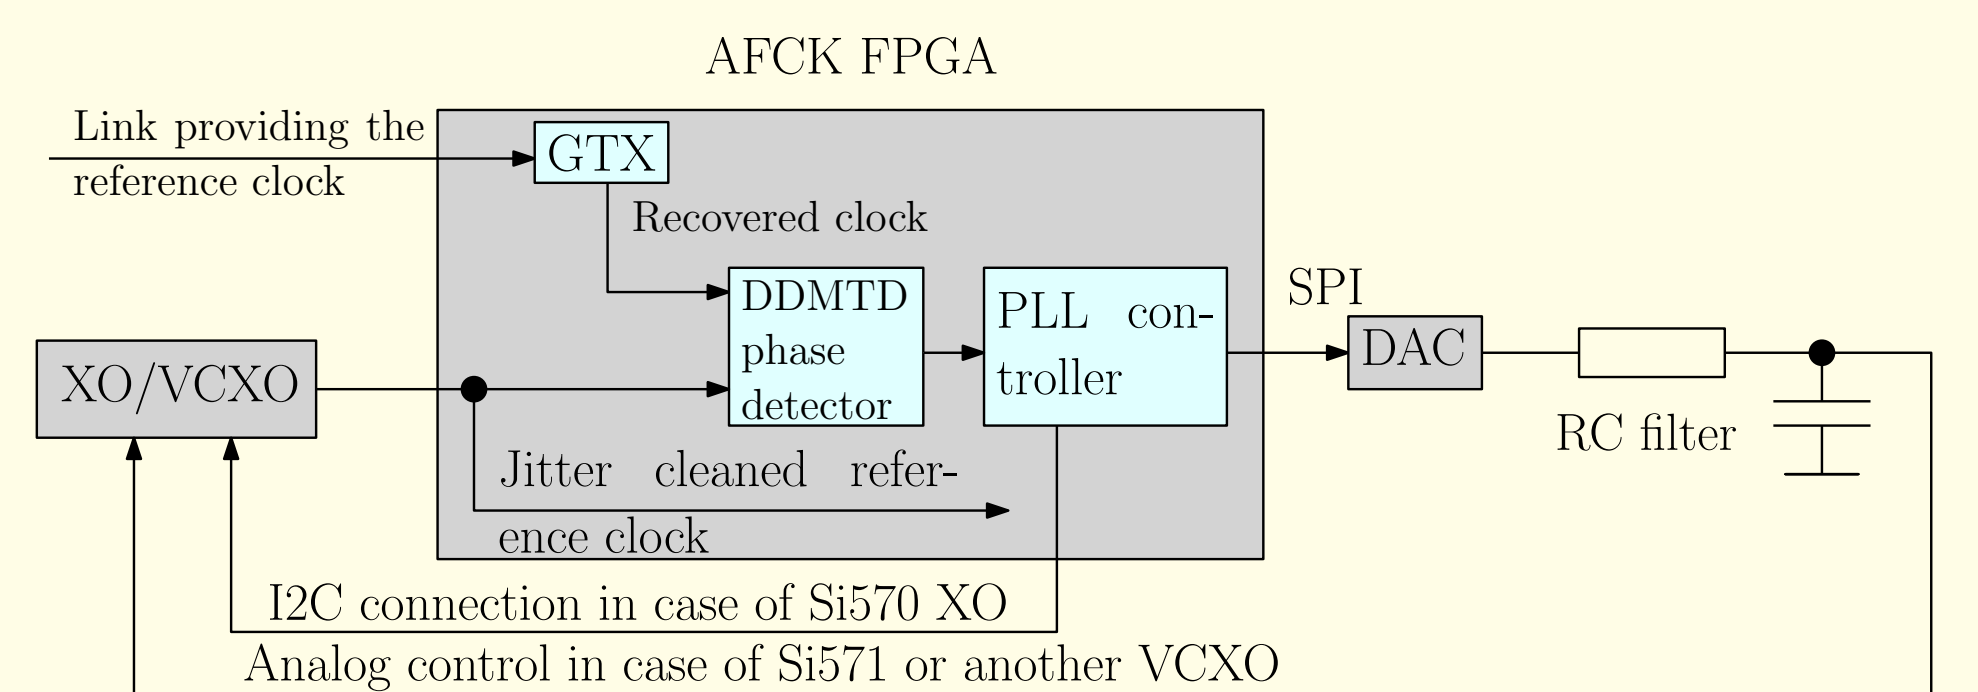 AFCK FPGA
Link providing the
reference clock
GTX
Recovered clock
DDMTD
phase
detector
PLL con-
troller
SPI
DAC
XO/VCXO
RC filter
Jitter cleaned refer-
ence clock
I2C connection in case of Si570 XO
Analog control in case of Si571 or another VCXO